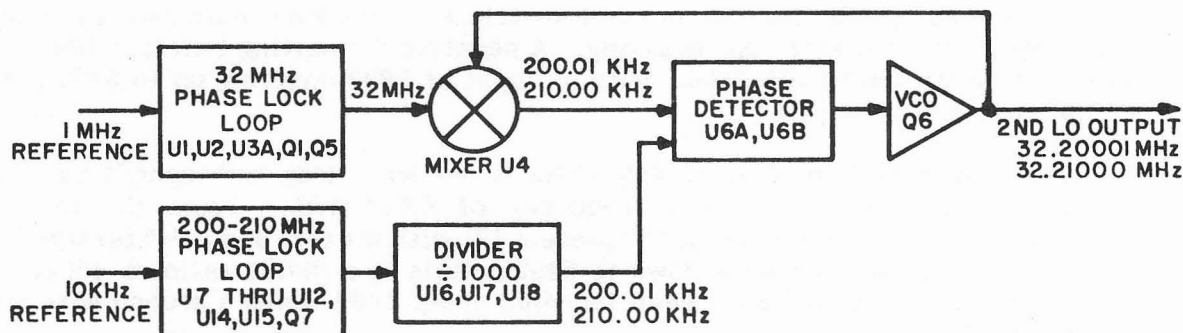 32 MHz
PHASE LOCK
LOOP
U1,U2,U3A,Q1,Q5
1 MHz
REFERENCE
32MHz
MIXER U4
200.01 KHz
210.00 KHz
PHASE
DETECTOR
U6A,U6B
VCO
Q6
2ND LO OUTPUT
32.20001 MHz
32.21000 MHz
200-210 MHz
PHASE LOCK
LOOP
U7 THRU U12,
U14,U15,Q7
10KHz
REFERENCE
DIVIDER
÷1000
U16,U17,U18
200.01 KHz
210.00 KHz